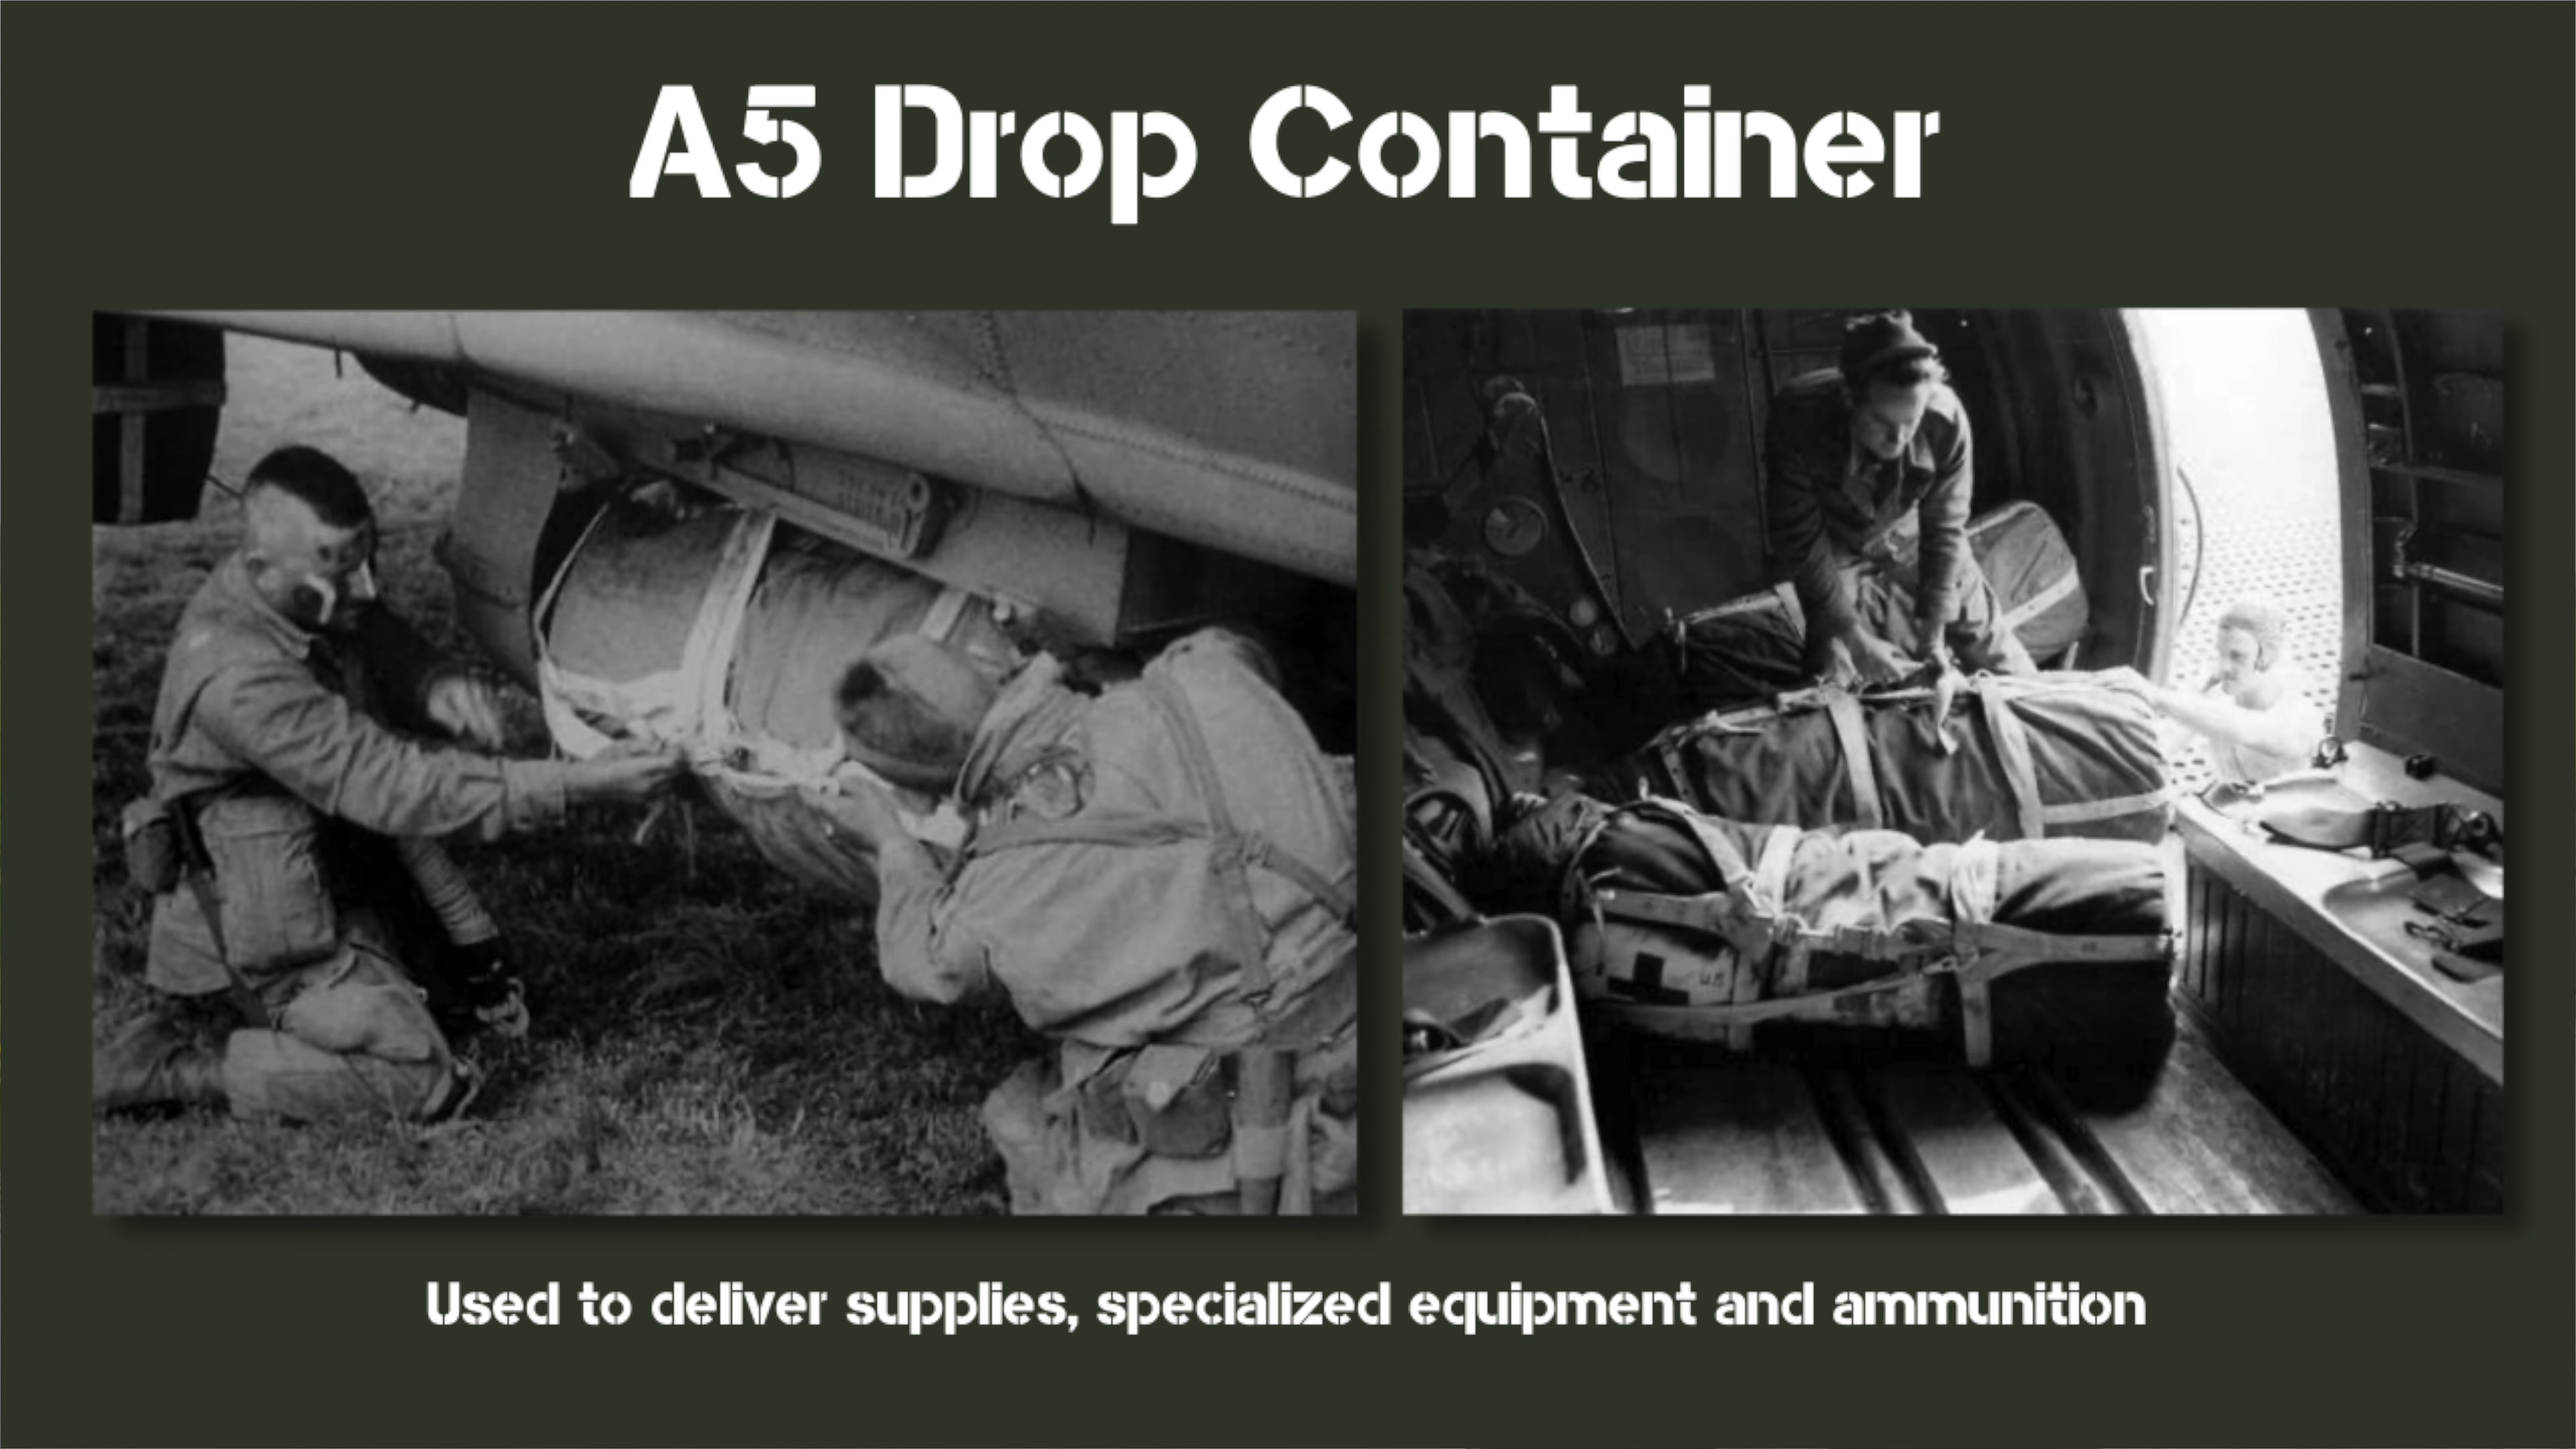 A5 Drop Container
U.S
Used to deliver supplies, specialized equipment and ammunition